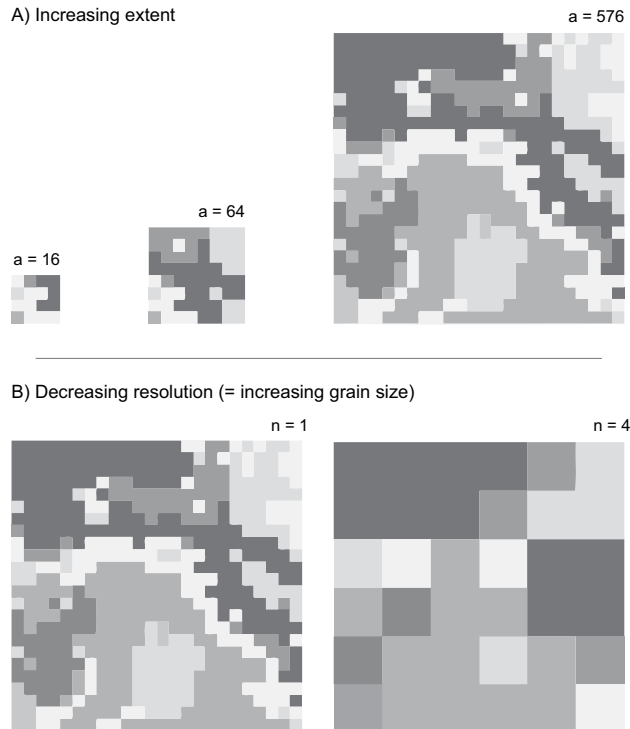 A) Increasing extent
a = 576
a = 64
a = 16
B) Decreasing resolution (= increasing grain size)
n = 1
n = 4